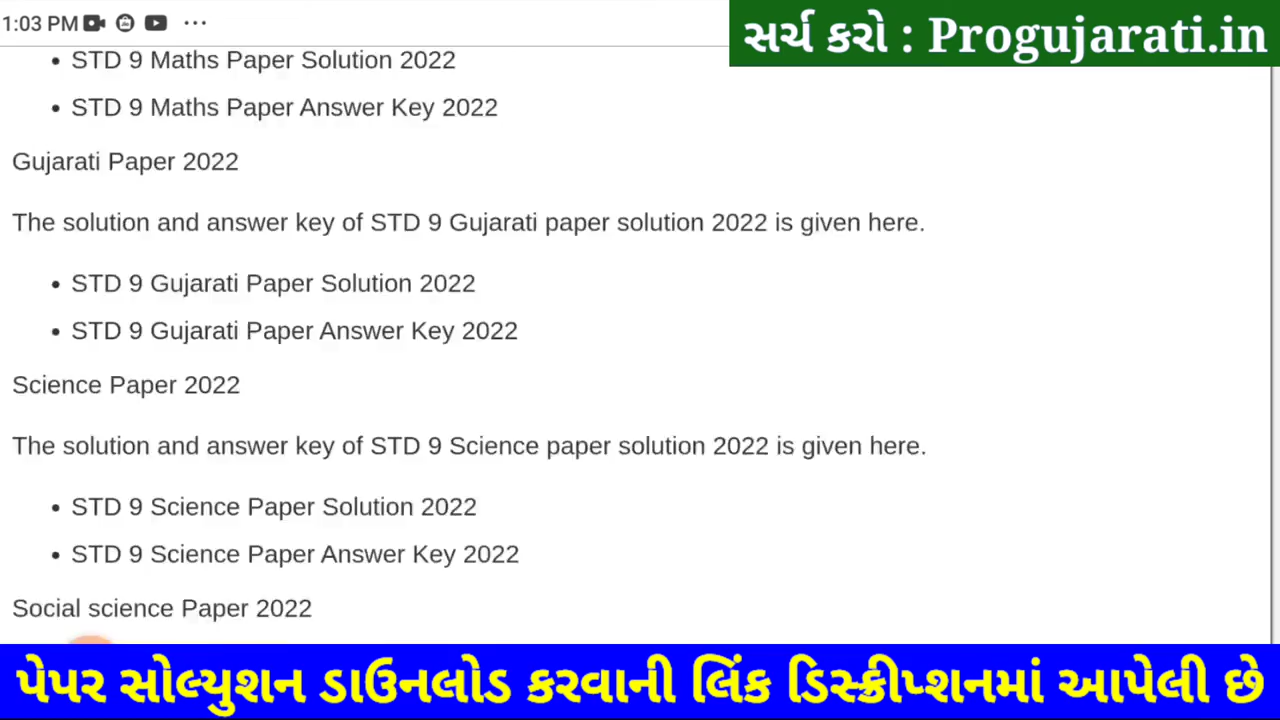 1:03 PM
સર્ચ કરો : Progujarati.in
STD 9 Maths Paper Solution 2022
STD 9 Maths Paper Answer Key 2022
Gujarati Paper 2022
The solution and answer key of STD 9 Gujarati paper solution 2022 is given here.
STD 9 Gujarati Paper Solution 2022
STD 9 Gujarati Paper Answer Key 2022
Science Paper 2022
The solution and answer key of STD 9 Science paper solution 2022 is given here.
STD 9 Science Paper Solution 2022
STD 9 Science Paper Answer Key 2022
Social science Paper 2022
પેપર સોલ્યુશન ડાઉનલોડ કરવાની લિંક ડિસ્ક્રીપ્શનમાં આપેલી છે